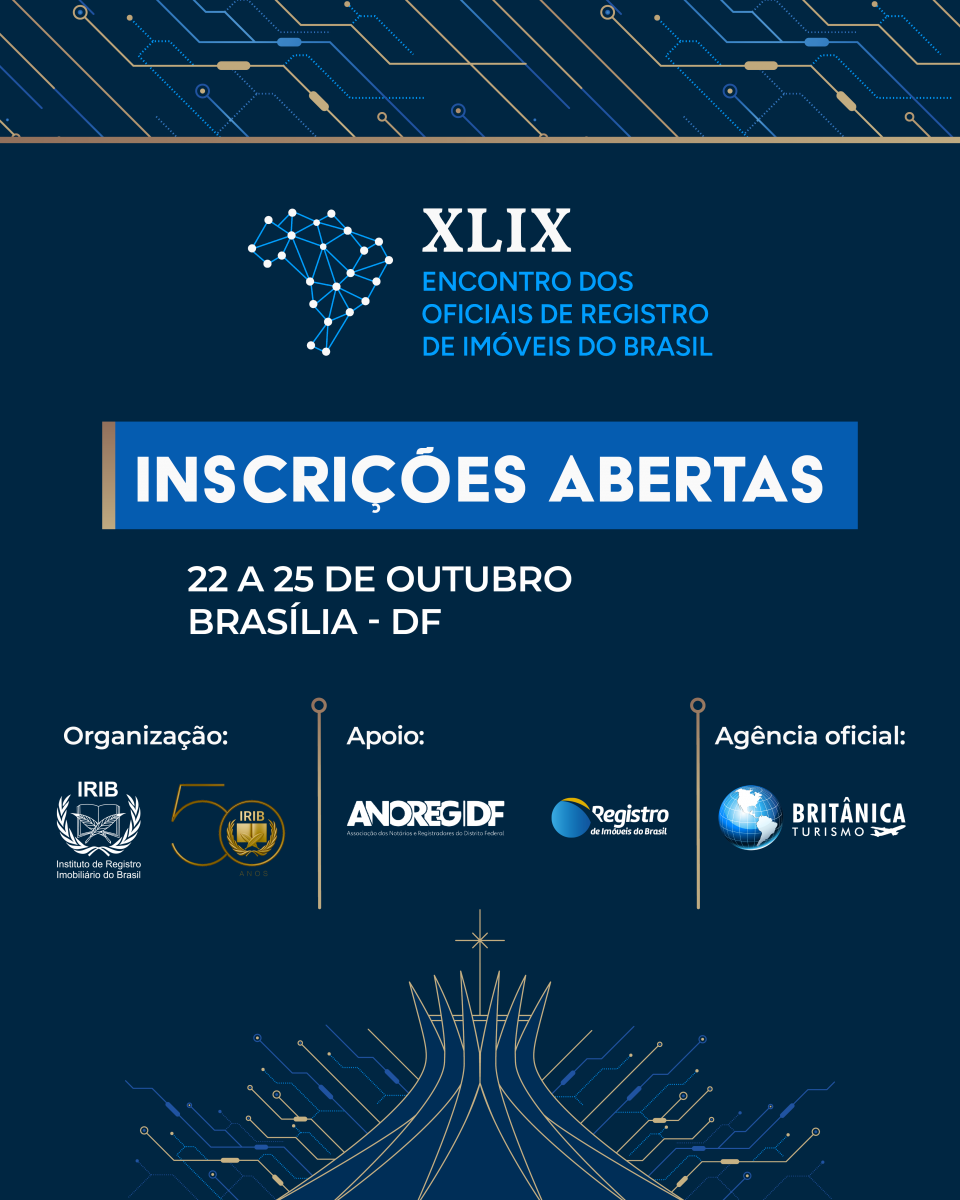 XLIX
ENCONTRO DOS
OFICIAIS DE REGISTRO
DE IMÓVEIS DO BRASIL
INSCRIÇÕES ABERTAS
22 A 25 DE OUTUBRO
BRASÍLIA - DF
Organização:
IRIB
Instituto de Registro
Imobiliário do Brasil
50
IRIB
ANOS
Apoio:
ANOREG|DF
Associação dos Notários e Registradores do Distrito Federal
Registro
de Imóveis do Brasil
Agência oficial:
BRITÂNICA
TURISMO